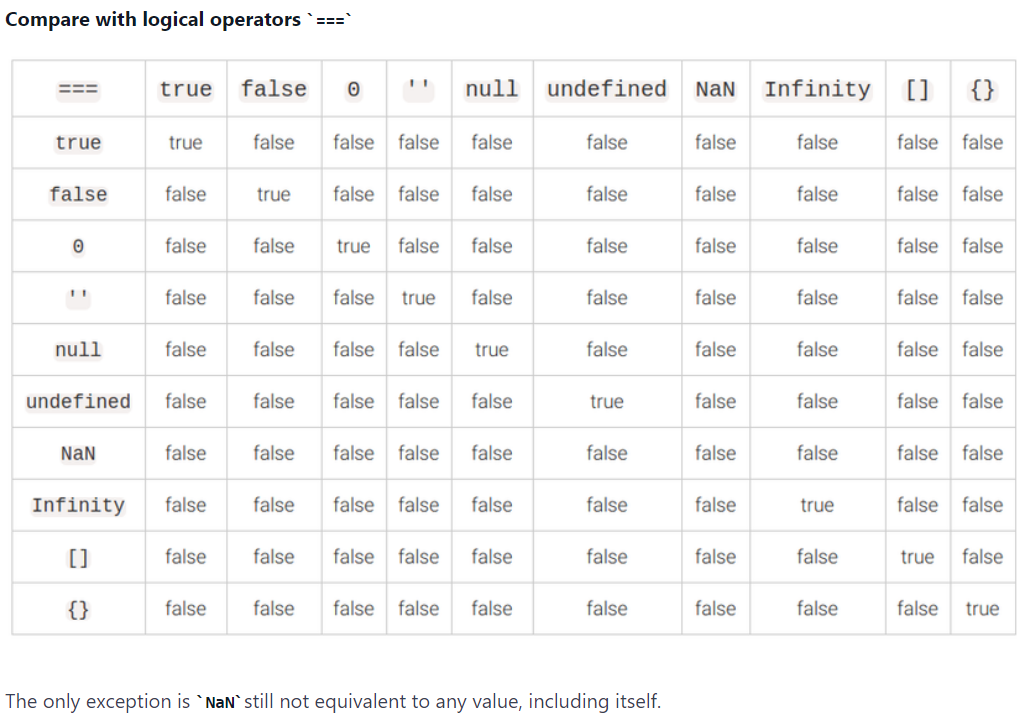 Compare with logical operators `===`
=== true false 0 '' null undefined NaN Infinity [] {}
true true false false false false false false false false false
false false true false false false false false false false false
0 false false true false false false false false false false
'' false false false true false false false false false false
null false false false false true false false false false false
undefined false false false false false true false false false false
NaN false false false false false false false false false false
Infinity false false false false false false false true false false
[] false false false false false false false false true false
{} false false false false false false false false false true
The only exception is `NaN` still not equivalent to any value, including itself.